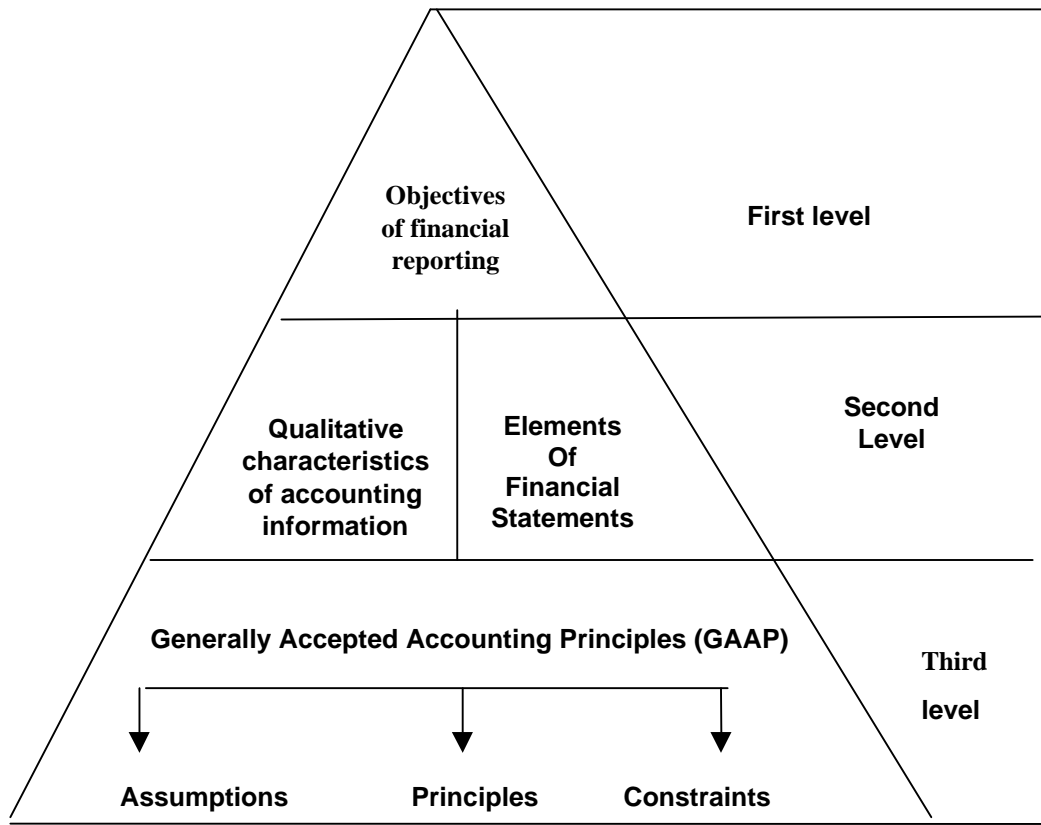 Objectives
of financial
reporting
First level
Qualitative
characteristics
of accounting
information
Elements
Of
Financial
Statements
Second
Level
Generally Accepted Accounting Principles (GAAP)
Third
level
Assumptions
Principles
Constraints